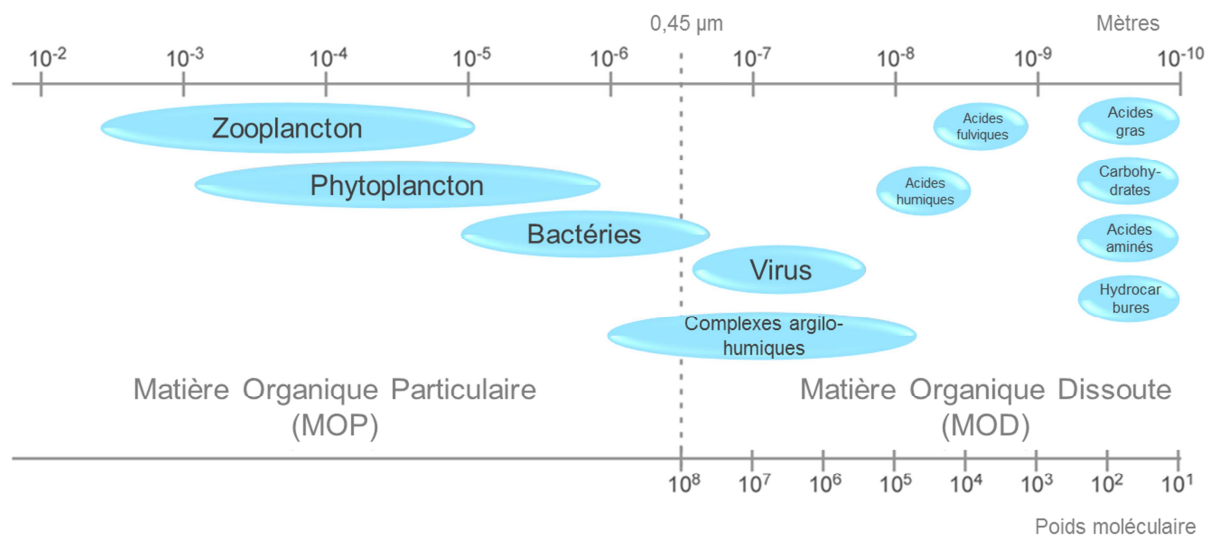 0,45 µm
Mètres
10-2 10-3 10-4 10-5 10-6 10-7 10-8 10-9 10-10
Zooplancton
Acides
fulviques
Acides
gras
Phytoplancton
Acides
humiques
Carbohy-
drates
Bactéries
Acides
aminés
Virus
Hydrocar
bures
Complexes argilo-
humiques
Matière Organique Particulaire
(MOP)
Matière Organique Dissoute
(MOD)
10⁸ 10⁷ 10⁶ 10⁵ 10⁴ 10³ 10² 10¹
Poids moléculaire